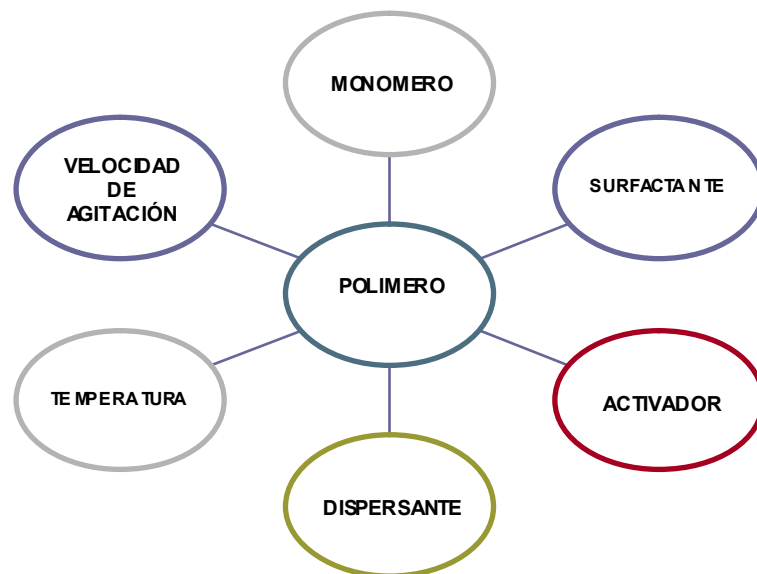 MONOMERO
VELOCIDAD
DE
AGITACIÓN
SURFACTANTE
POLIMERO
TEMPERATURA
ACTIVADOR
DISPERSANTE